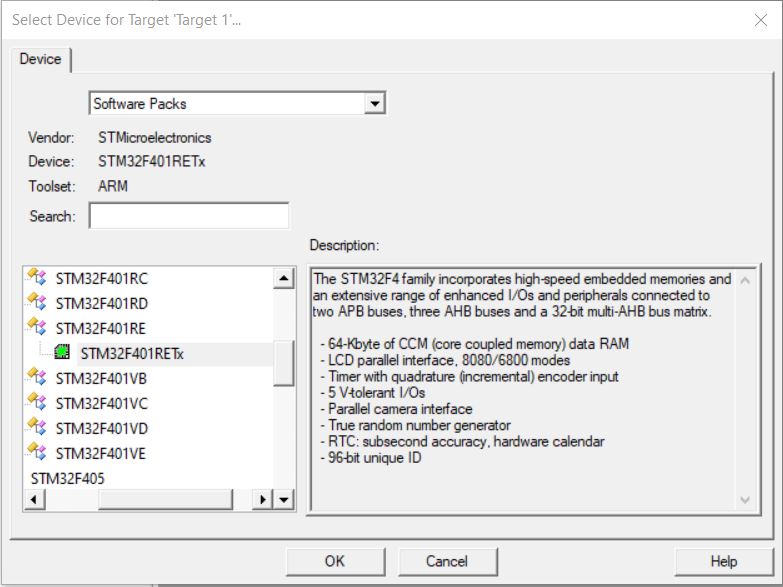 Select Device for Target 'Target 1'...
Device
Software Packs
Vendor: STMicroelectronics
Device: STM32F401RETx
Toolset: ARM
Search:
STM32F401RC
STM32F401RD
STM32F401RE
STM32F401RETx
STM32F401VB
STM32F401VC
STM32F401VD
STM32F401VE
STM32F405
Description:
The STM32F4 family incorporates high-speed embedded memories and
an extensive range of enhanced I/Os and peripherals connected to
two APB buses, three AHB buses and a 32-bit multi-AHB bus matrix.
- 64-Kbyte of CCM (core coupled memory) data RAM
- LCD parallel interface, 8080/6800 modes
- Timer with quadrature (incremental) encoder input
- 5 V-tolerant I/Os
- Parallel camera interface
- True random number generator
- RTC: subsecond accuracy, hardware calendar
- 96-bit unique ID
OK
Cancel
Help